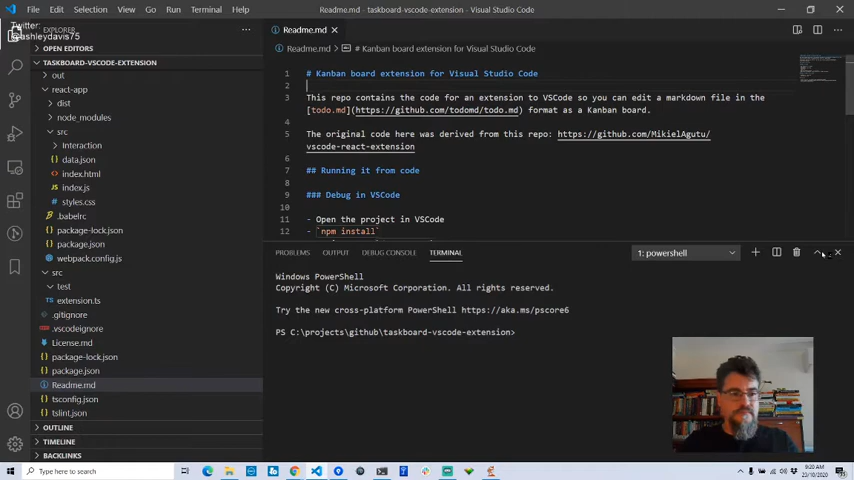 File Edit Selection View Go Run Terminal Help
Readme.md - taskboard-vscode-extension - Visual Studio Code
Twitter:
@ashleydavis75
EXPLORER
OPEN EDITORS
TASKBOARD-VSCODE-EXTENSION
out
react-app
dist
node_modules
src
Interaction
data.json
index.html
index.js
styles.css
.babelrc
package-lock.json
package.json
webpack.config.js
src
test
extension.ts
.gitignore
.vscodeignore
License.md
package-lock.json
package.json
Readme.md
tsconfig.json
tslint.json
OUTLINE
TIMELINE
BACKLINKS
Readme.md
Readme.md > # Kanban board extension for Visual Studio Code
1 # Kanban board extension for Visual Studio Code
2
3 This repo contains the code for an extension to VSCode so you can edit a markdown file in the
[todo.md](https://github.com/todomd/todo.md) format as a Kanban board.
4
5 The original code here was derived from this repo: https://github.com/MikielAgutu/
vscode-react-extension
6
7 ## Running it from code
8
9 ### Debug in VSCode
10
11 - Open the project in VSCode
12 - `npm install`
PROBLEMS OUTPUT DEBUG CONSOLE TERMINAL
1: powershell
Windows PowerShell
Copyright (C) Microsoft Corporation. All rights reserved.
Try the new cross-platform PowerShell https://aka.ms/pscore6
PS C:\projects\github\taskboard-vscode-extension>
Type here to search
9:20 AM
23/10/2020